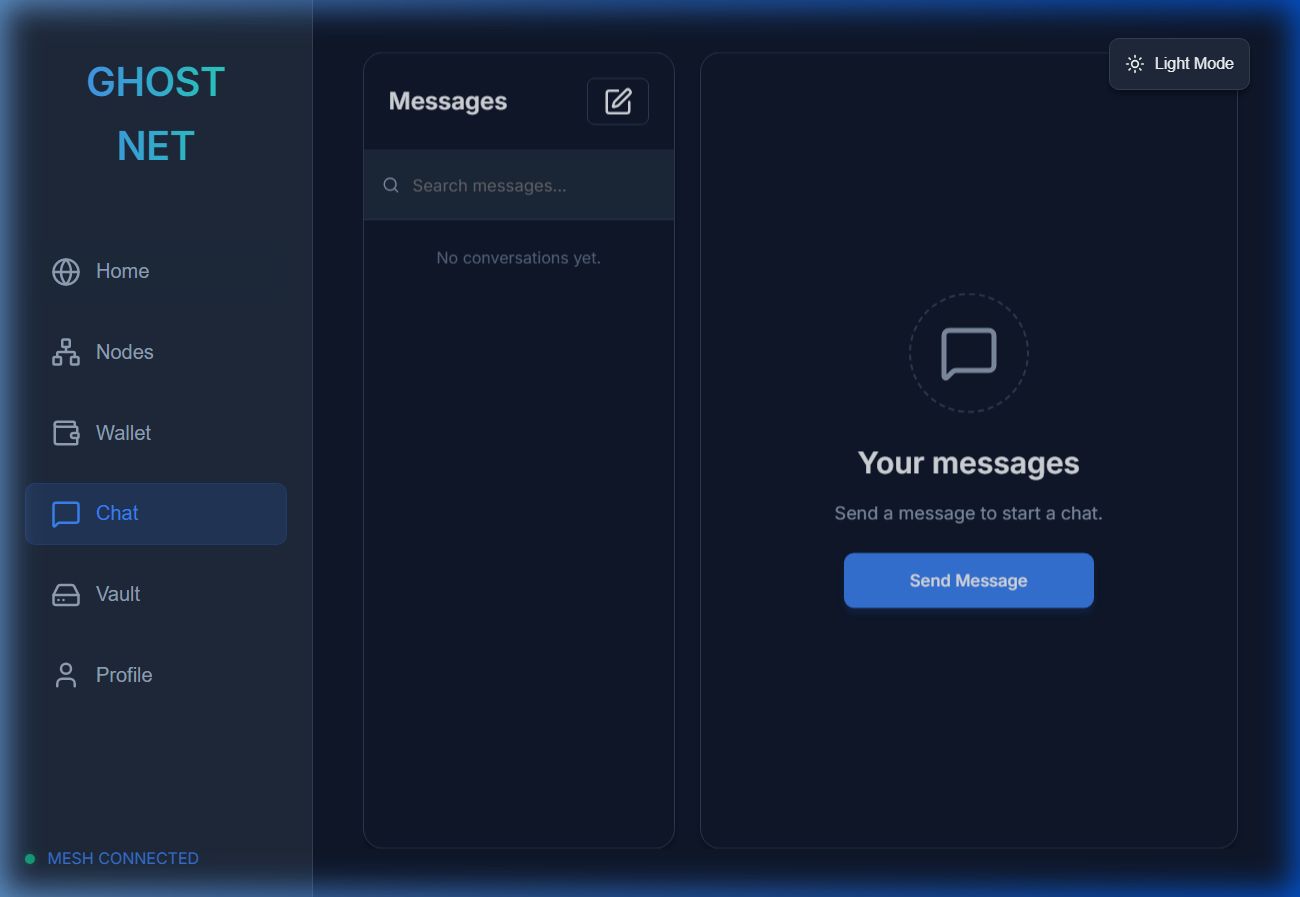 GHOST
NET
Home
Nodes
Wallet
Chat
Vault
Profile
MESH CONNECTED
Messages
Search messages...
No conversations yet.
Light Mode
Your messages
Send a message to start a chat.
Send Message